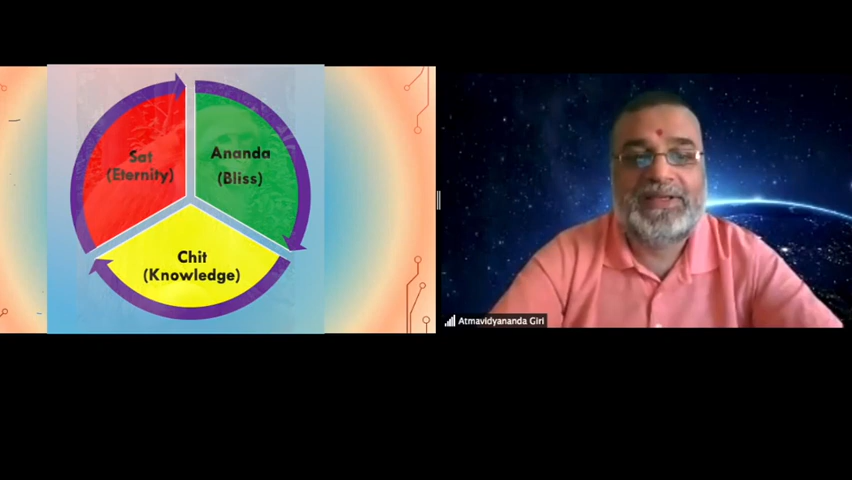 Sat
(Eternity)
Ananda
(Bliss)
Chit
(Knowledge)
Atmavidyananda Giri